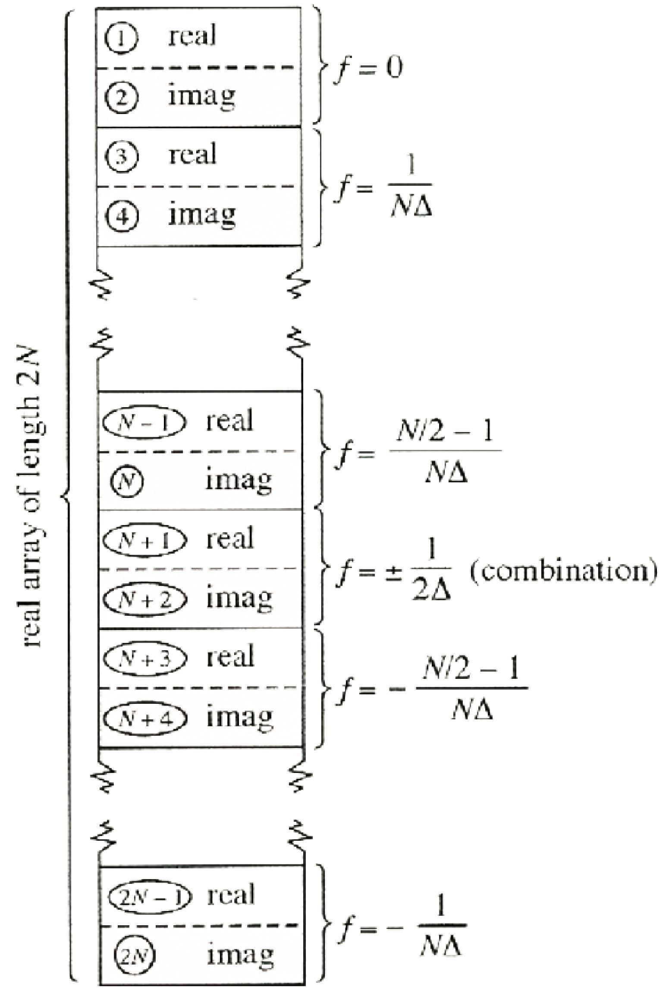 real array of length 2N
1 real
2 imag
f = 0
3 real
4 imag
f = 1/NΔ
N − 1 real
N imag
f = N/2 − 1/NΔ
N + 1 real
N + 2 imag
f = ± 1/2Δ (combination)
N + 3 real
N + 4 imag
f = − N/2 − 1/NΔ
2N − 1 real
2N imag
f = − 1/NΔ